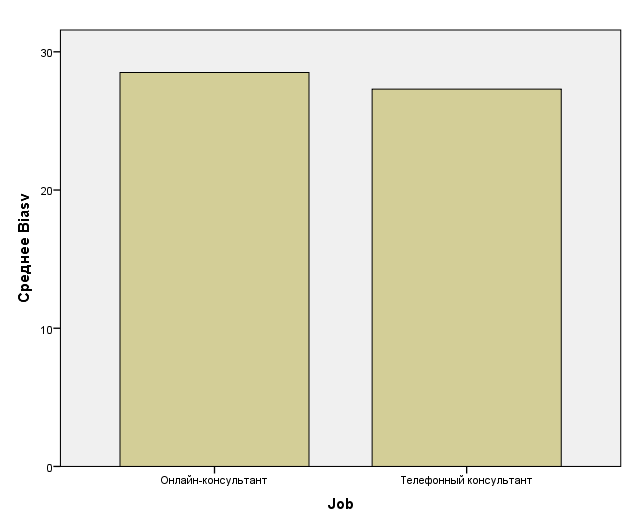 30
20
10
0
Среднее Biasv
Онлайн-консультант
Телефонный консультант
Job